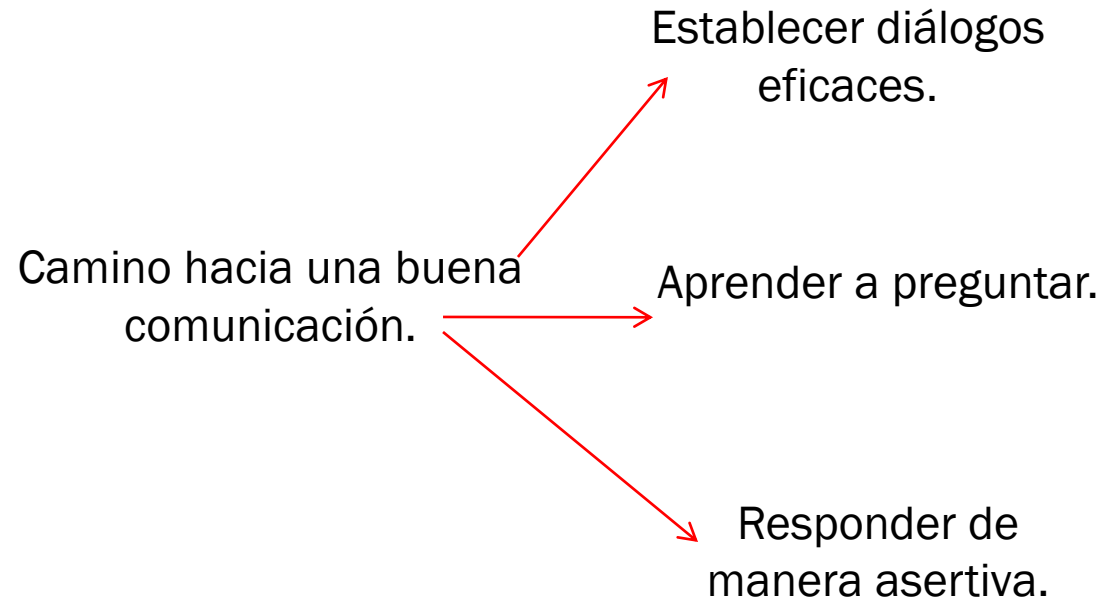 Establecer diálogos
eficaces.
Camino hacia una buena
comunicación.
Aprender a preguntar.
Responder de
manera asertiva.